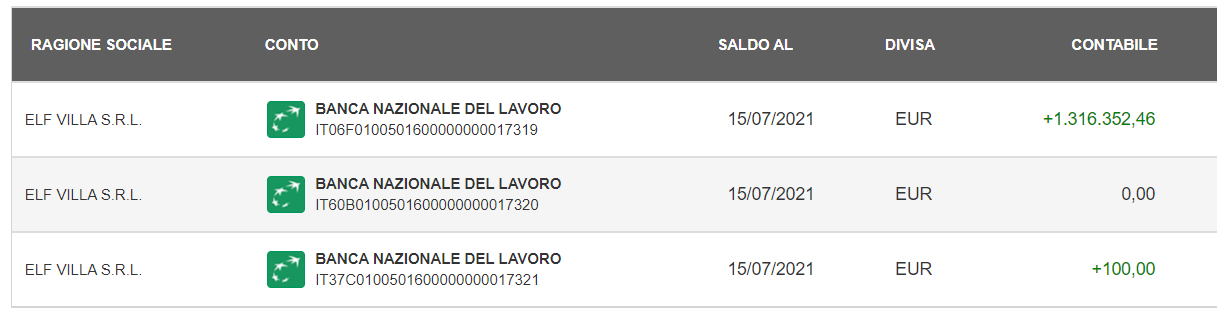 RAGIONE SOCIALE CONTO SALDO AL DIVISA CONTABILE
BANCA NAZIONALE DEL LAVORO
ELF VILLA S.R.L. IT06F0100501600000000017319 15/07/2021 EUR +1.316.352,46
BANCA NAZIONALE DEL LAVORO
ELF VILLA S.R.L. IT60B0100501600000000017320 15/07/2021 EUR 0,00
BANCA NAZIONALE DEL LAVORO
ELF VILLA S.R.L. IT37C0100501600000000017321 15/07/2021 EUR +100,00